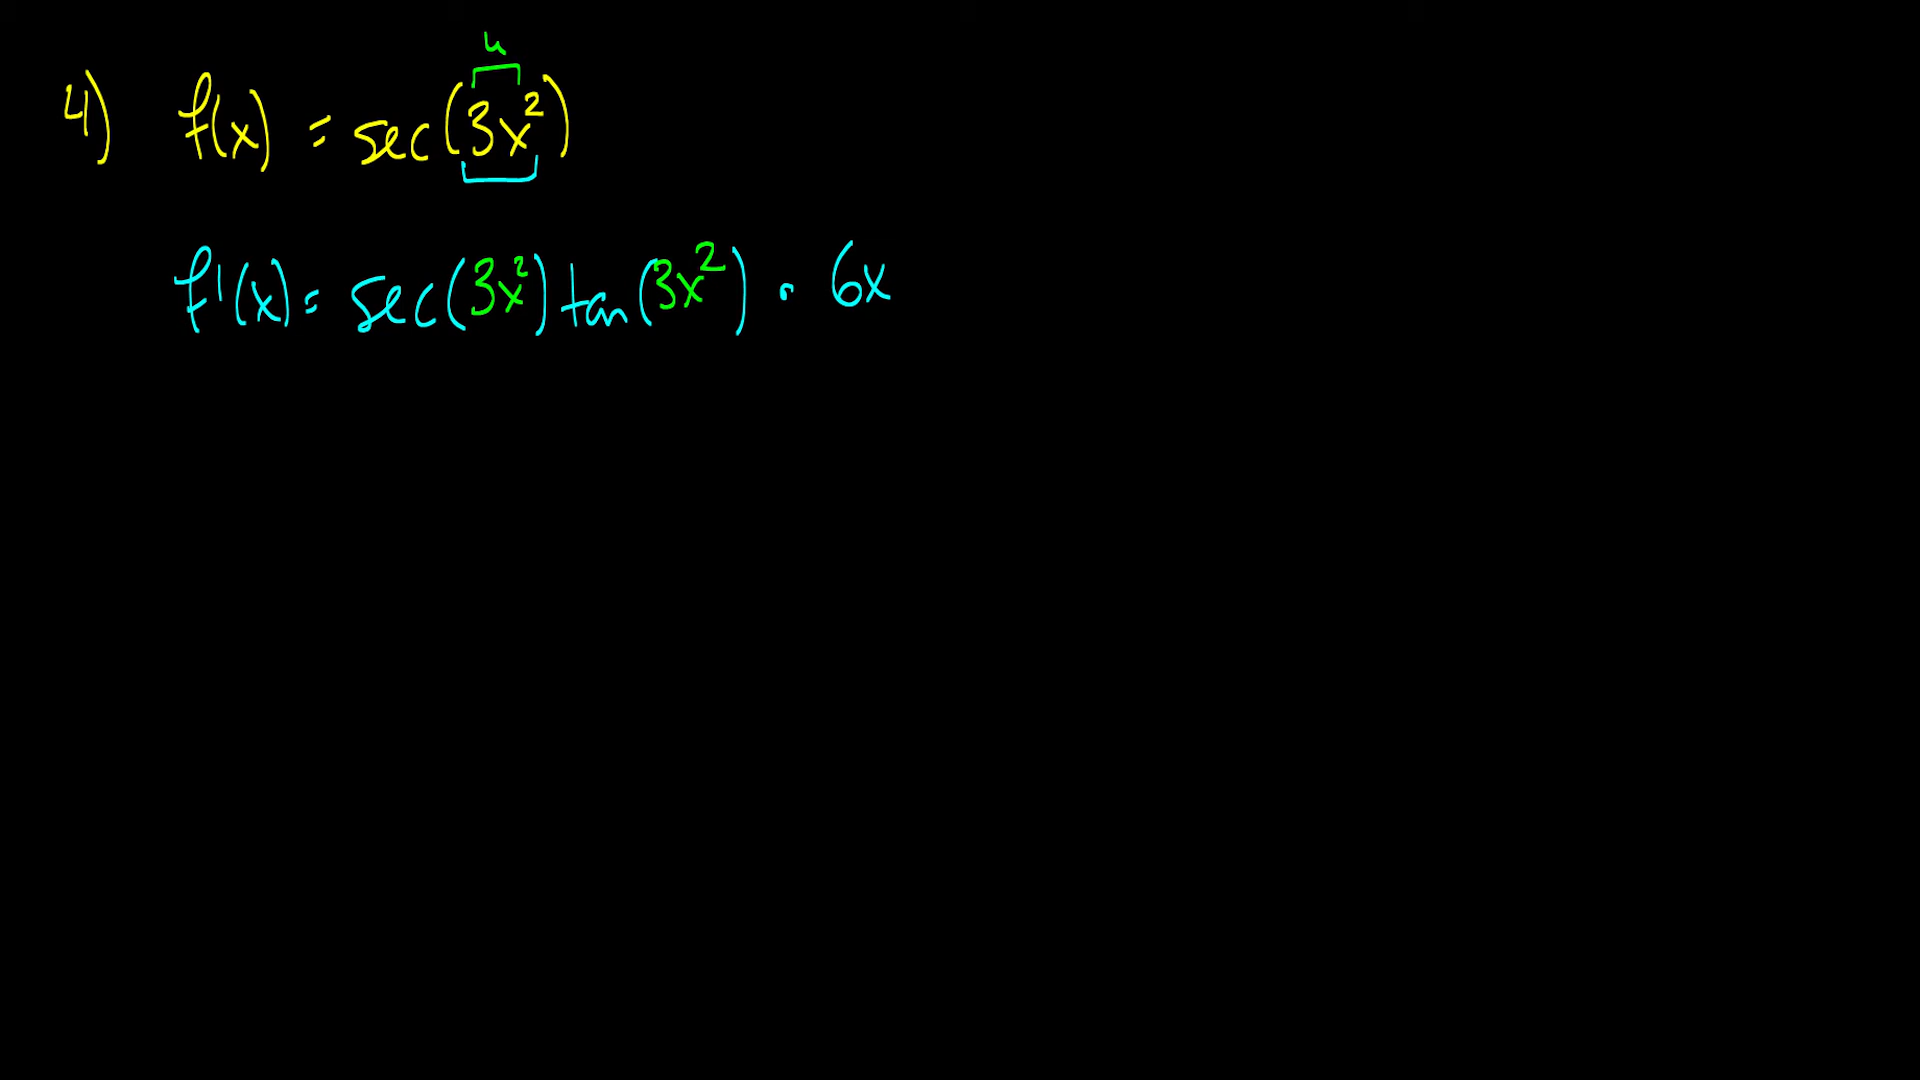 u
4) f(x) = sec(3x²)
f'(x) = sec(3x²)tan(3x²) · 6x